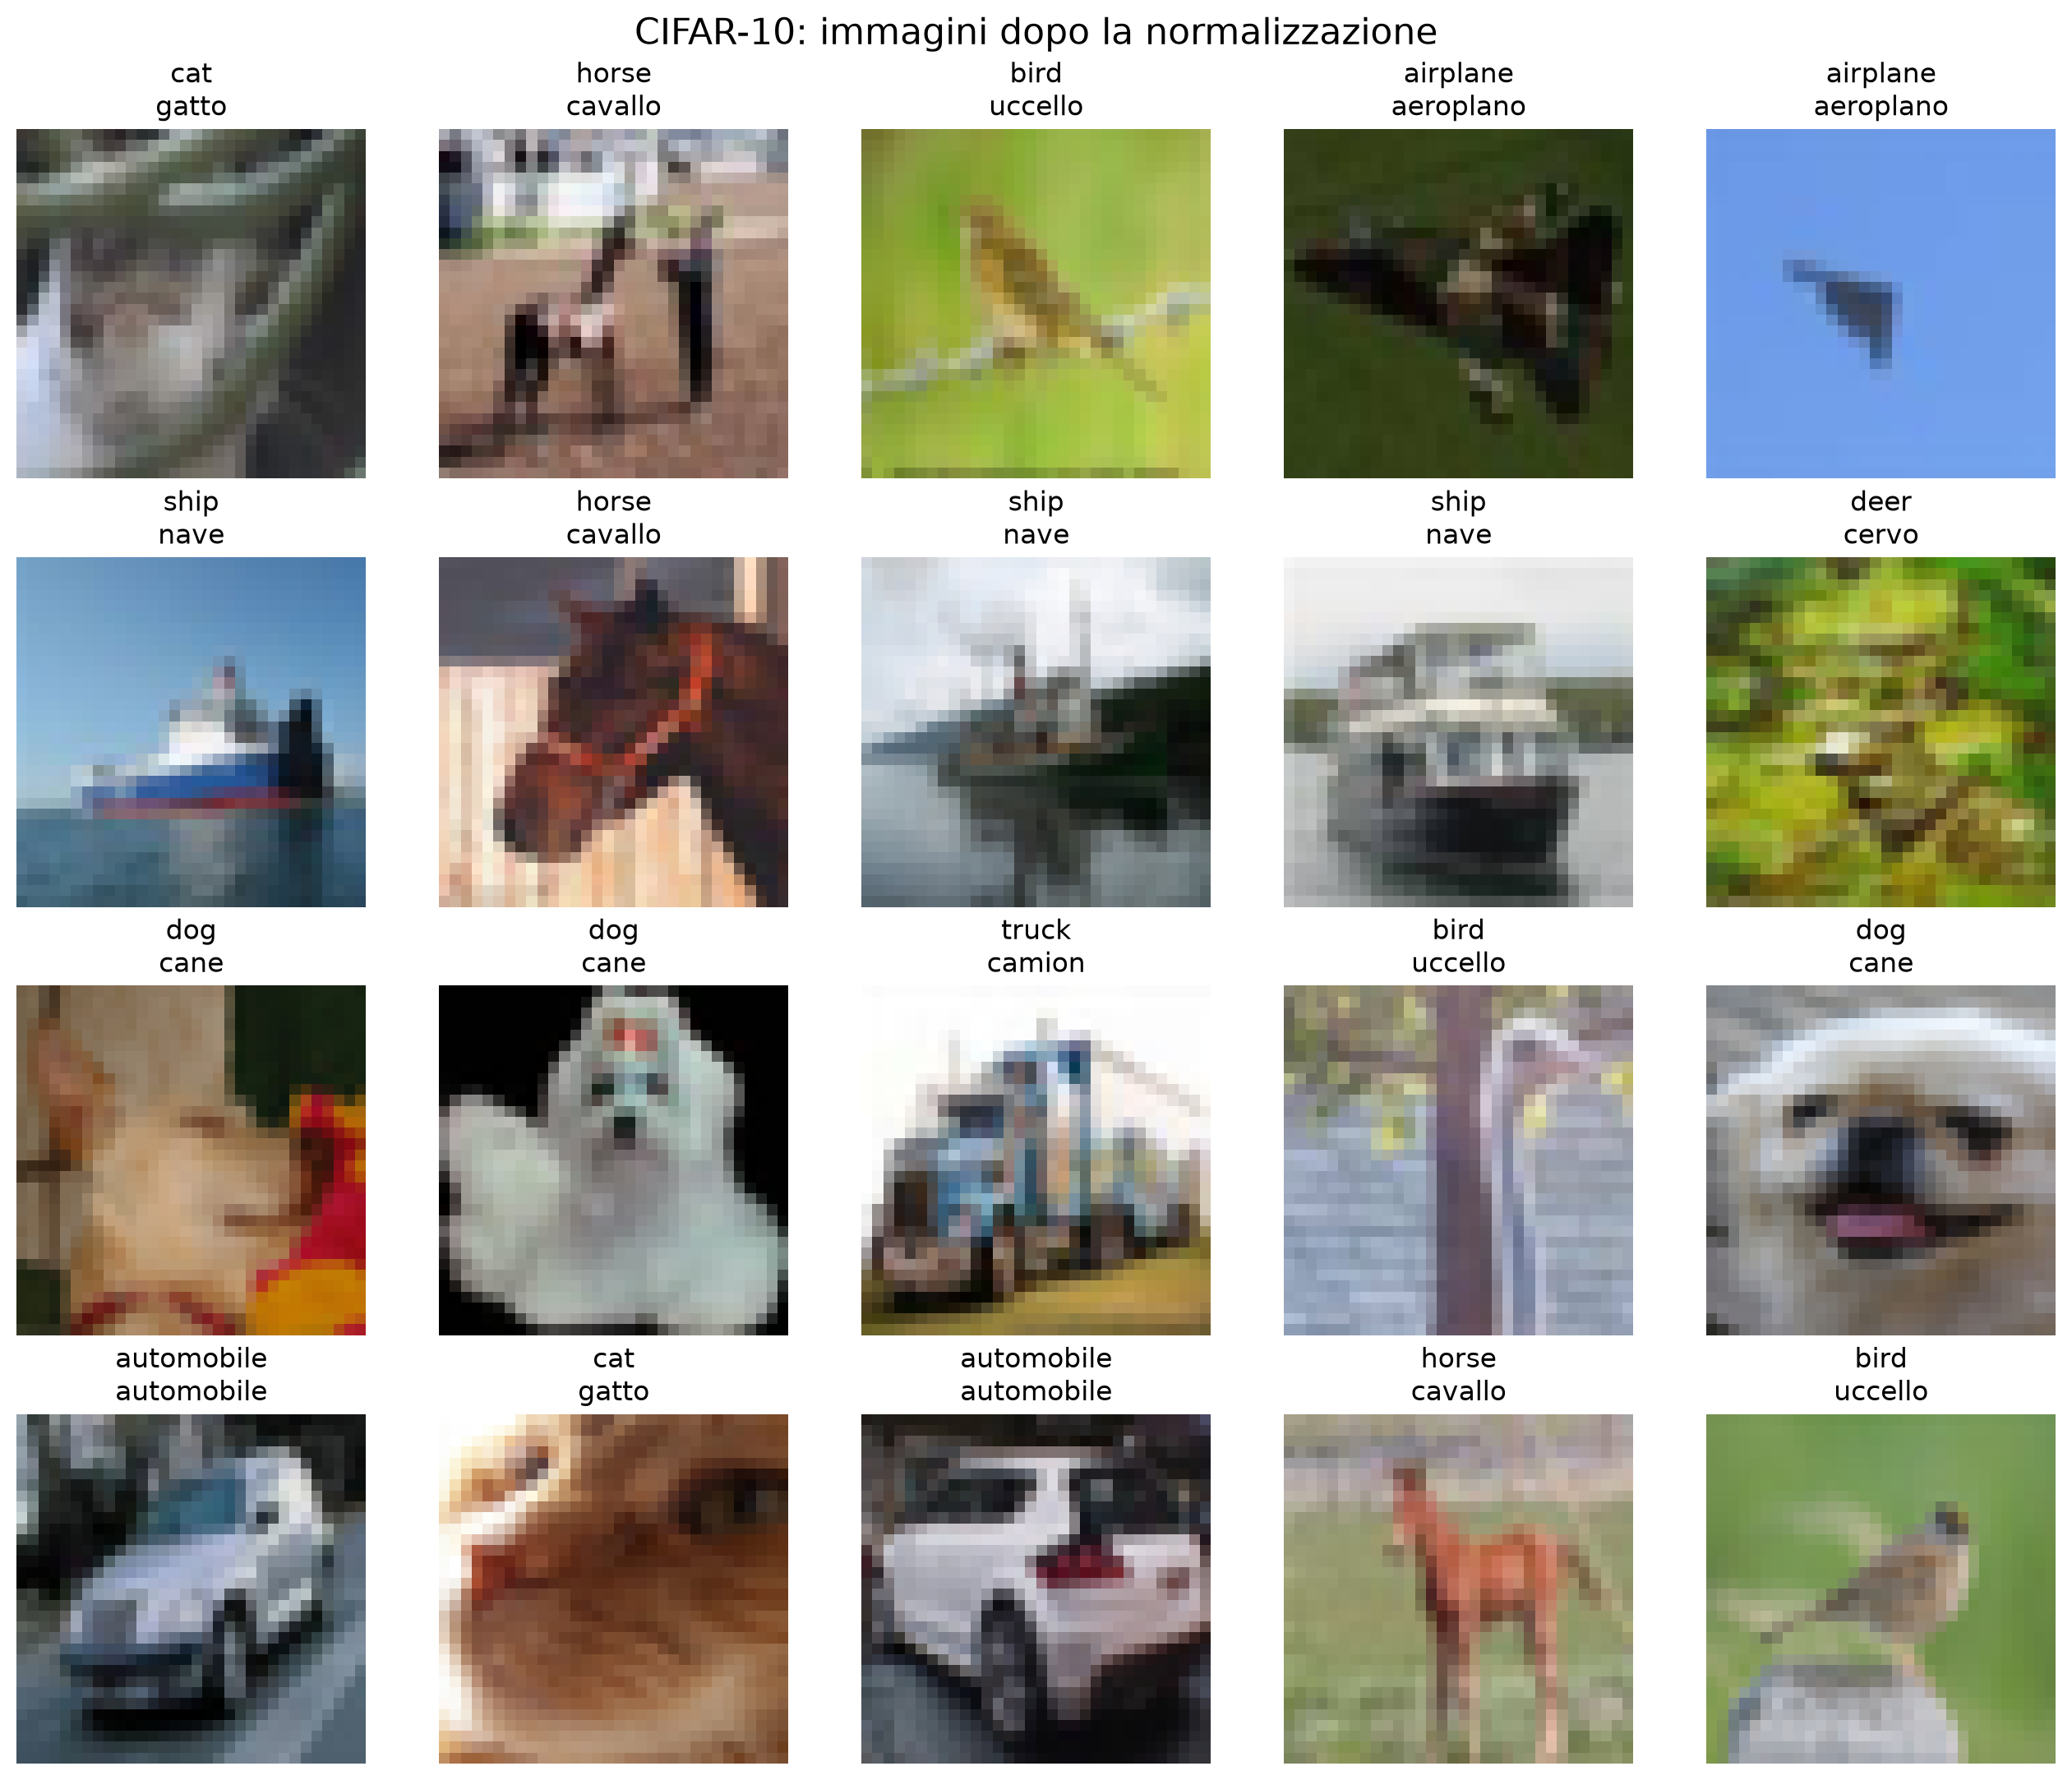 CIFAR-10: immagini dopo la normalizzazione
cat
gatto
horse
cavallo
bird
uccello
airplane
aeroplano
airplane
aeroplano
ship
nave
horse
cavallo
ship
nave
ship
nave
deer
cervo
dog
cane
dog
cane
truck
camion
bird
uccello
dog
cane
automobile
automobile
cat
gatto
automobile
automobile
horse
cavallo
bird
uccello